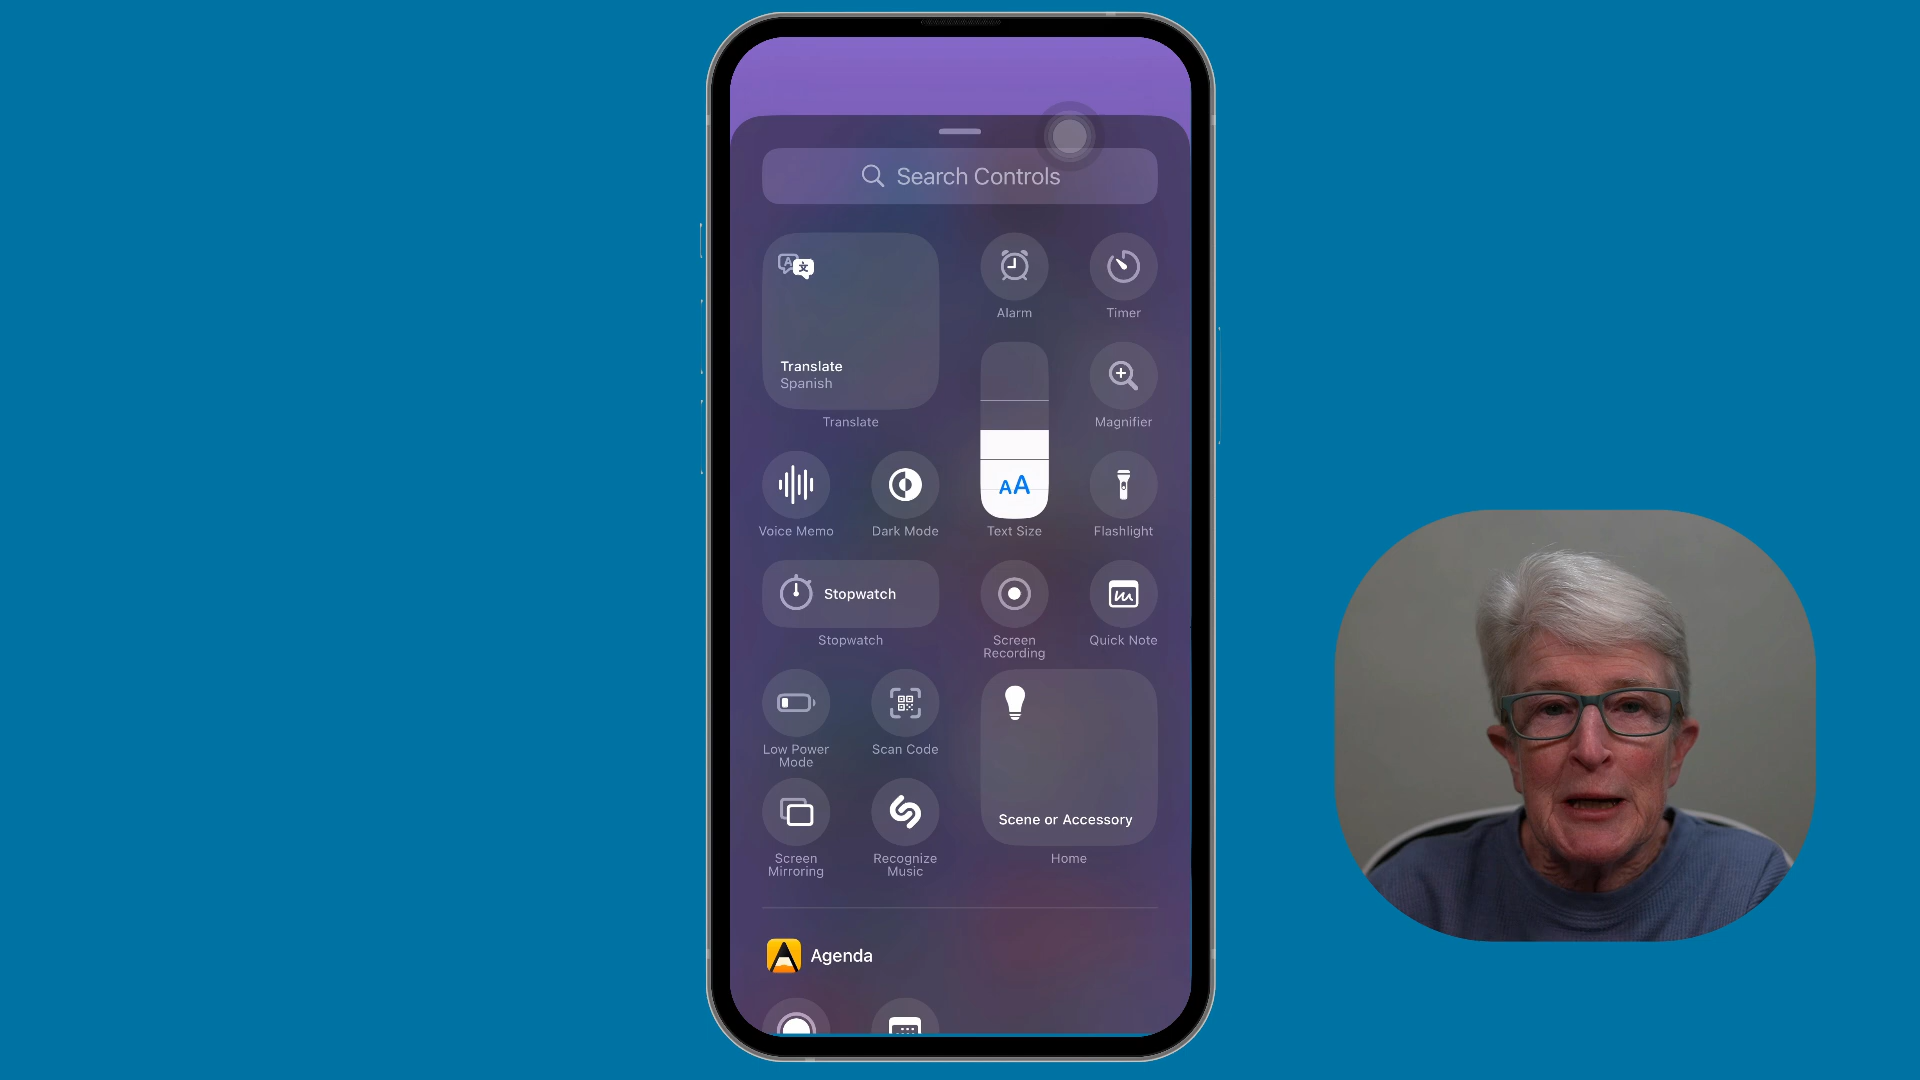 Search Controls
A 文
Translate
Spanish
Translate
Alarm
Timer
Magnifier
Voice Memo
Dark Mode
AA
Text Size
Flashlight
Stopwatch
Stopwatch
Screen
Recording
Quick Note
Low Power
Mode
Scan Code
Scene or Accessory
Home
Screen
Mirroring
Recognize
Music
Agenda